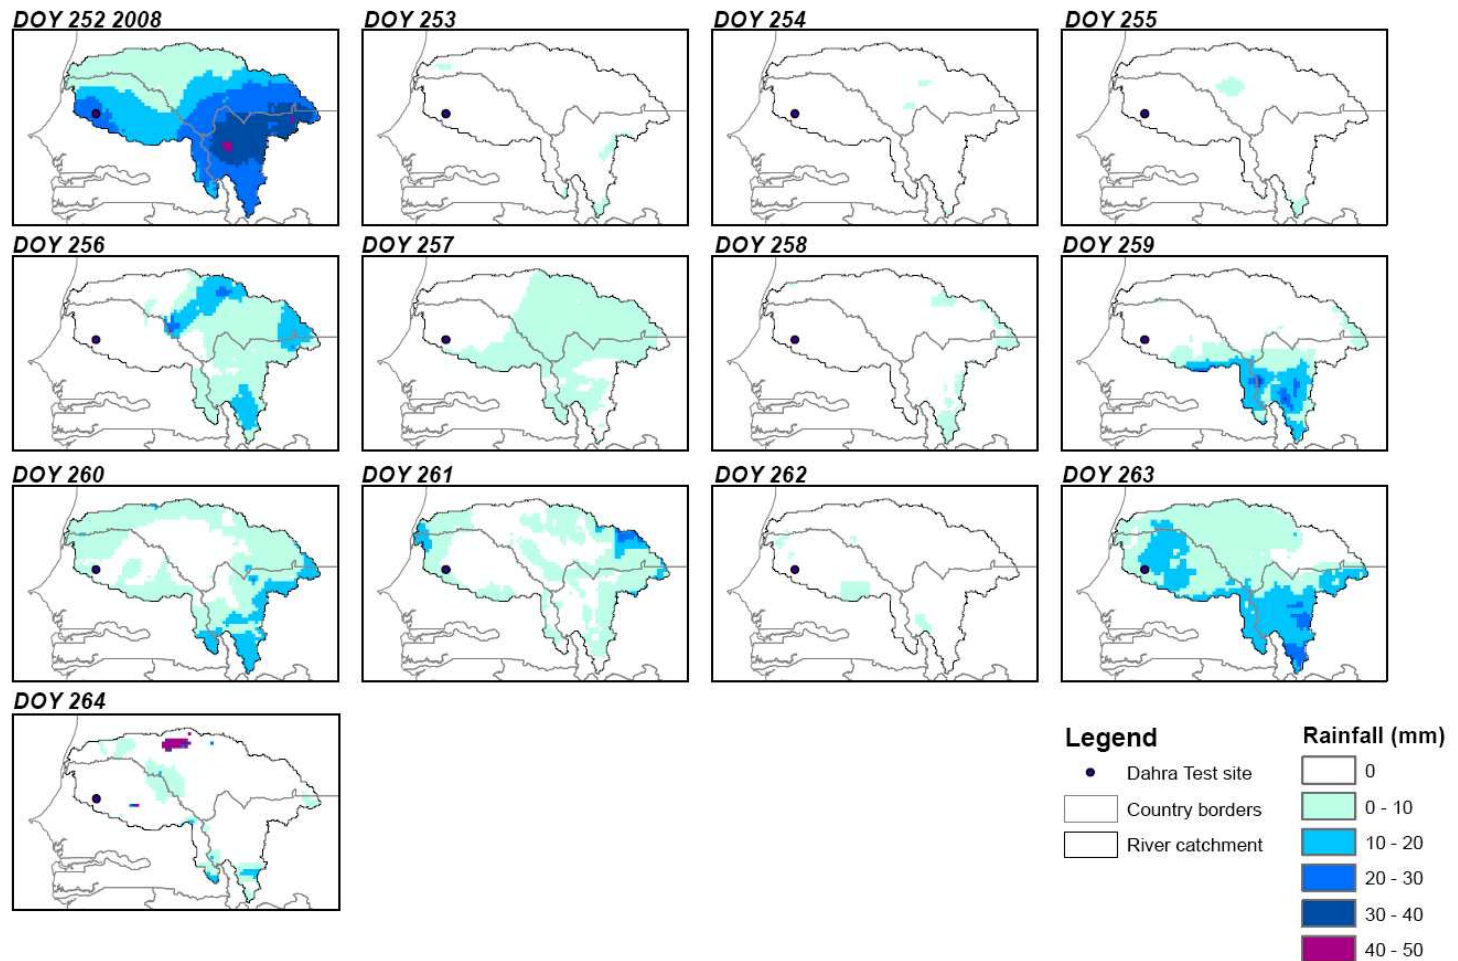 DOY 252 2008
DOY 253
DOY 254
DOY 255
DOY 256
DOY 257
DOY 258
DOY 259
DOY 260
DOY 261
DOY 262
DOY 263
DOY 264
Legend
Dahra Test site
Country borders
River catchment
Rainfall (mm)
0
0 - 10
10 - 20
20 - 30
30 - 40
40 - 50